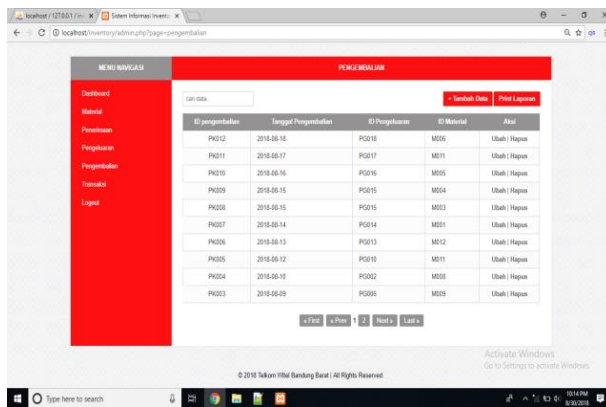 localhost / 127.0.0.1 / in
Sistem Informasi Invent
localhost/inventory/admin.php?page=pengembalian
MENU NAVIGASI
PENGEMBALIAN
Dashboard
Material
Penerimaan
Pengeluaran
Pengembalian
Transaksi
Logout
cari data..
+ Tambah Data
Print Laporan
ID pengembalian Tanggal Pengembalian ID Pengeluaran ID Material Aksi
PK012 2018-08-18 PG018 M006 Ubah | Hapus
PK011 2018-08-17 PG017 M011 Ubah | Hapus
PK010 2018-08-16 PG016 M005 Ubah | Hapus
PK009 2018-08-15 PG015 M004 Ubah | Hapus
PK008 2018-08-15 PG015 M003 Ubah | Hapus
PK007 2018-08-14 PG014 M001 Ubah | Hapus
PK006 2018-08-13 PG013 M012 Ubah | Hapus
PK005 2018-08-12 PG010 M011 Ubah | Hapus
PK004 2018-08-10 PG002 M008 Ubah | Hapus
PK003 2018-08-09 PG006 M009 Ubah | Hapus
« First « Prev 1 2 Next » Last »
Activate Windows
Go to Settings to activate Windows.
© 2018 Telkom Witel Bandung Barat | All Rights Reserved.
Type here to search
10:14 PM
8/30/2018